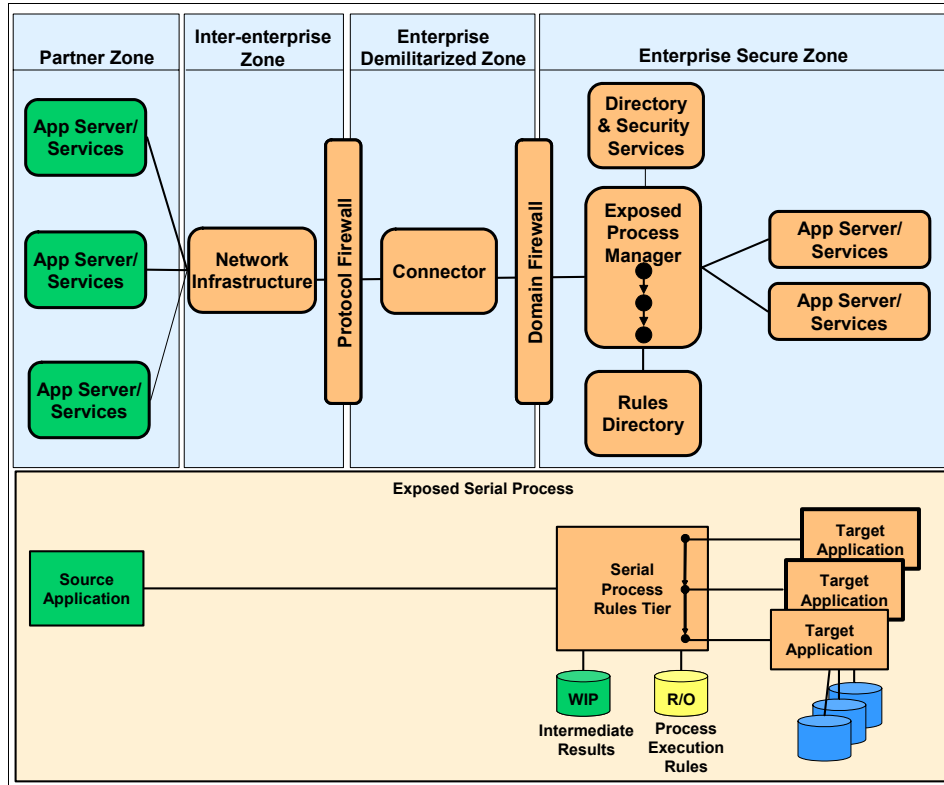 Partner Zone
Inter-enterprise
Zone
Enterprise
Demilitarized Zone
Enterprise Secure Zone
App Server/
Services
App Server/
Services
App Server/
Services
Network
Infrastructure
Protocol Firewall
Connector
Domain Firewall
Directory
& Security
Services
Exposed
Process
Manager
Rules
Directory
App Server/
Services
App Server/
Services
Exposed Serial Process
Source
Application
Serial
Process
Rules Tier
Target
Application
Target
Application
Target
Application
WIP
Intermediate
Results
R/O
Process
Execution
Rules